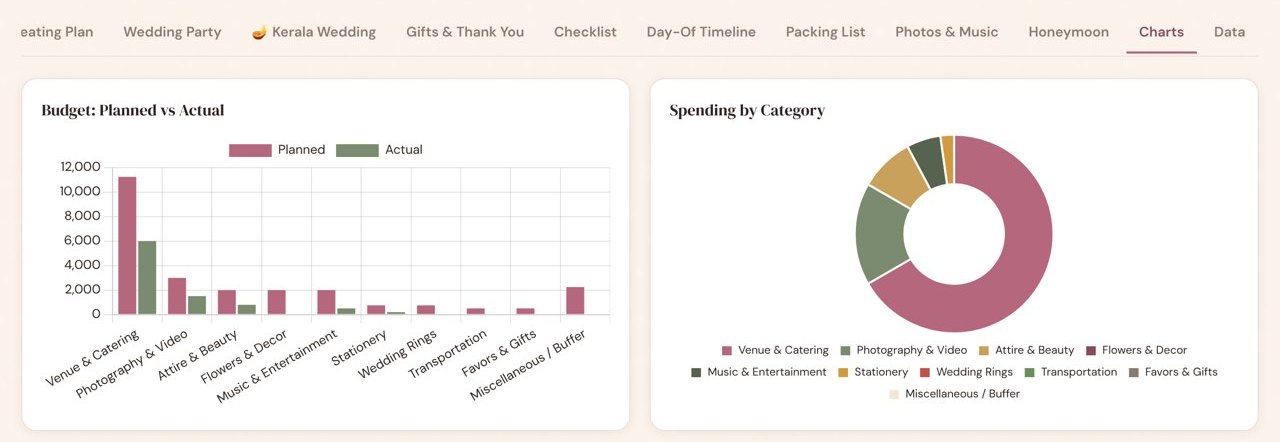 eating Plan Wedding Party 🪔 Kerala Wedding Gifts & Thank You Checklist Day-Of Timeline Packing List Photos & Music Honeymoon Charts Data
Budget: Planned vs Actual
Planned Actual
12,000
10,000
8,000
6,000
4,000
2,000
0
Venue & Catering
Photography & Video
Attire & Beauty
Flowers & Decor
Music & Entertainment
Stationery
Wedding Rings
Transportation
Favors & Gifts
Miscellaneous / Buffer
Spending by Category
Venue & Catering Photography & Video Attire & Beauty Flowers & Decor
Music & Entertainment Stationery Wedding Rings Transportation Favors & Gifts
Miscellaneous / Buffer